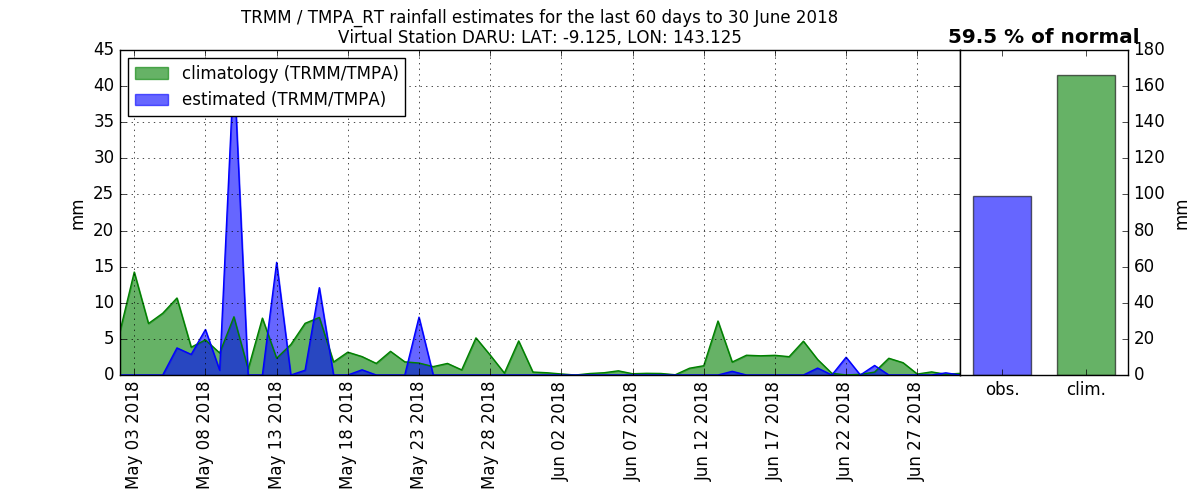 TRMM / TMPA_RT rainfall estimates for the last 60 days to 30 June 2018
Virtual Station DARU: LAT: -9.125, LON: 143.125
59.5 % of normal
climatology (TRMM/TMPA)
estimated (TRMM/TMPA)
45
40
35
30
25
20
15
10
5
0
mm
May 03 2018
May 08 2018
May 13 2018
May 18 2018
May 23 2018
May 28 2018
Jun 02 2018
Jun 07 2018
Jun 12 2018
Jun 17 2018
Jun 22 2018
Jun 27 2018
180
160
140
120
100
80
60
40
20
0
mm
obs.
clim.